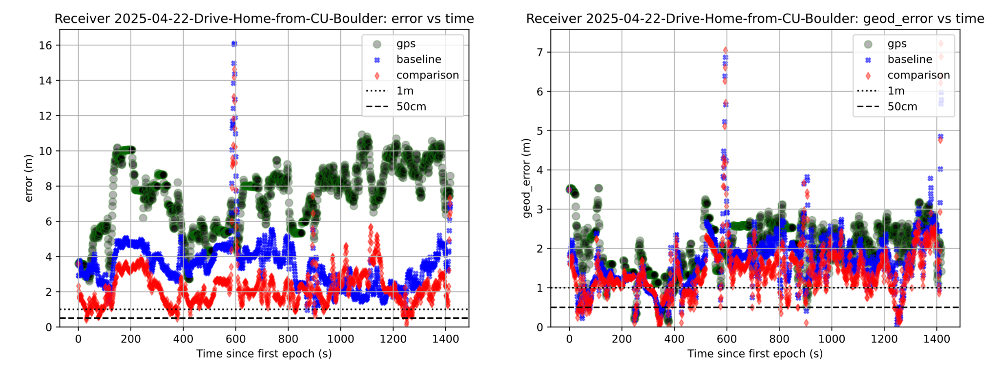 Receiver 2025-04-22-Drive-Home-from-CU-Boulder: error vs time
error (m)
16
14
12
10
8
6
4
2
0
0 200 400 600 800 1000 1200 1400
Time since first epoch (s)
gps
baseline
comparison
1m
50cm
Receiver 2025-04-22-Drive-Home-from-CU-Boulder: geod_error vs time
geod_error (m)
7
6
5
4
3
2
1
0
0 200 400 600 800 1000 1200 1400
Time since first epoch (s)
gps
baseline
comparison
1m
50cm